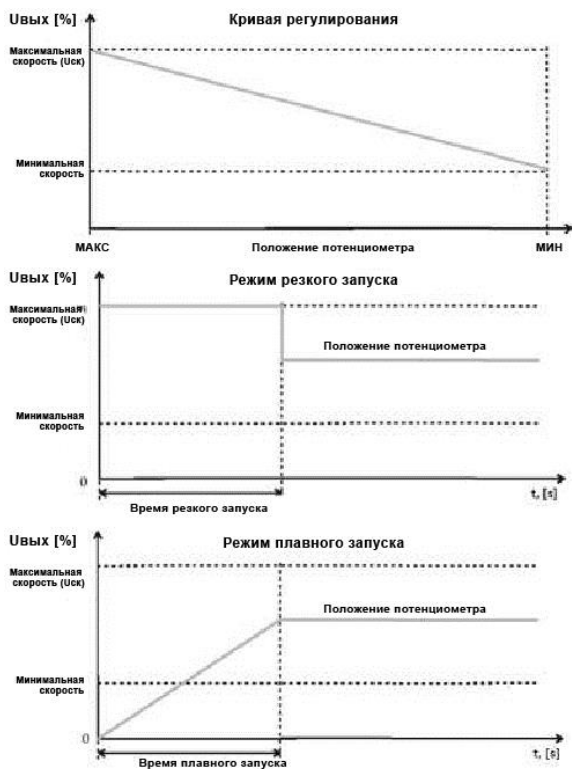 Uвых [%]
Кривая регулирования
Максимальная
скорость (Uск)
Минимальная
скорость
МАКС
Положение потенциометра
МИН
Uвых [%]
Режим резкого запуска
Максимальная
скорость (Uск)
Положение потенциометра
Минимальная
скорость
0
t, [s]
Время резкого запуска
Uвых [%]
Режим плавного запуска
Максимальная
скорость (Uск)
Положение потенциометра
Минимальная
скорость
0
t, [s]
Время плавного запуска